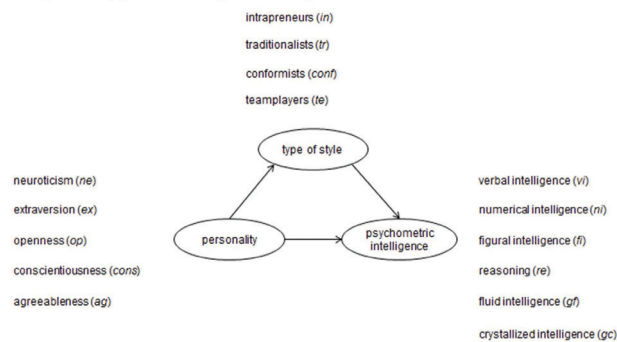 intrapreneurs (in)
traditionalists (tr)
conformists (conf)
teamplayers (te)
type of style
neuroticism (ne)
extraversion (ex)
openness (op)
conscientiousness (cons)
agreeableness (ag)
personality
psychometric
intelligence
verbal intelligence (vi)
numerical intelligence (ni)
figural intelligence (fi)
reasoning (re)
fluid intelligence (gf)
crystallized intelligence (gc)